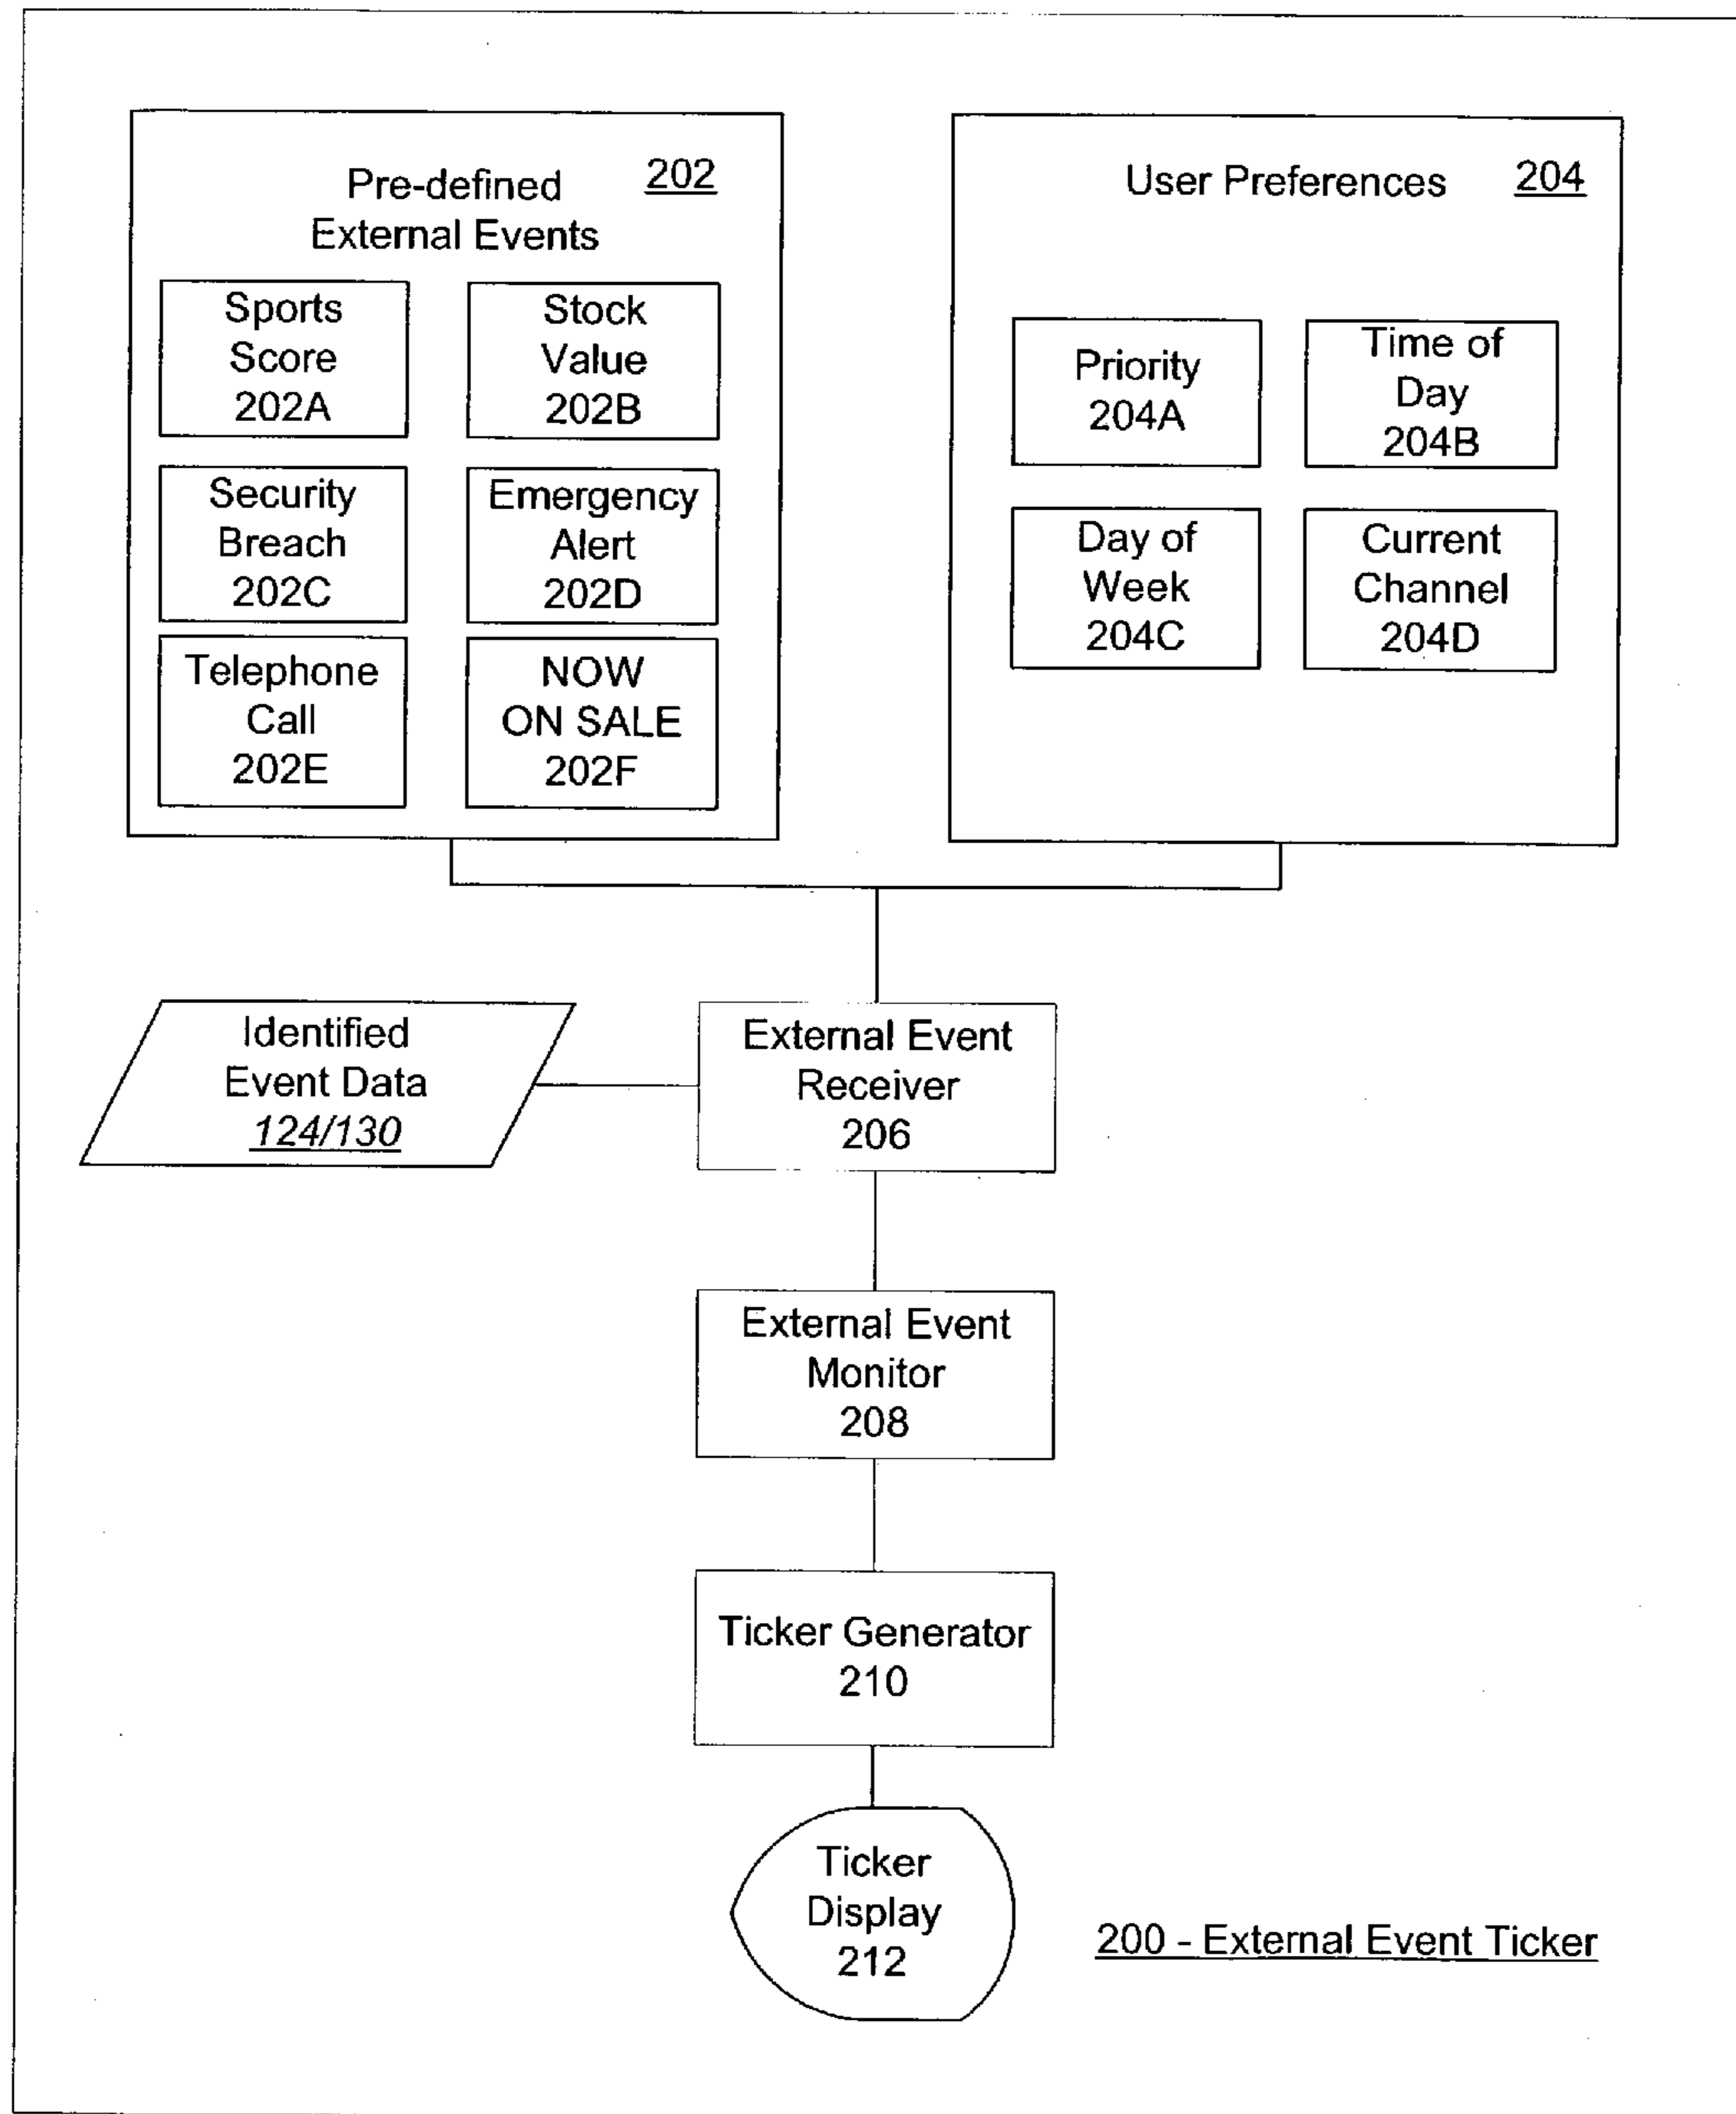 Pre-defined 202
External Events
Sports
Score
202A
Stock
Value
202B
Security
Breach
202C
Emergency
Alert
202D
Telephone
Call
202E
NOW
ON SALE
202F
User Preferences 204
Priority
204A
Time of
Day
204B
Day of
Week
204C
Current
Channel
204D
Identified
Event Data
124/130
External Event
Receiver
206
External Event
Monitor
208
Ticker Generator
210
Ticker
Display
212
200 - External Event Ticker